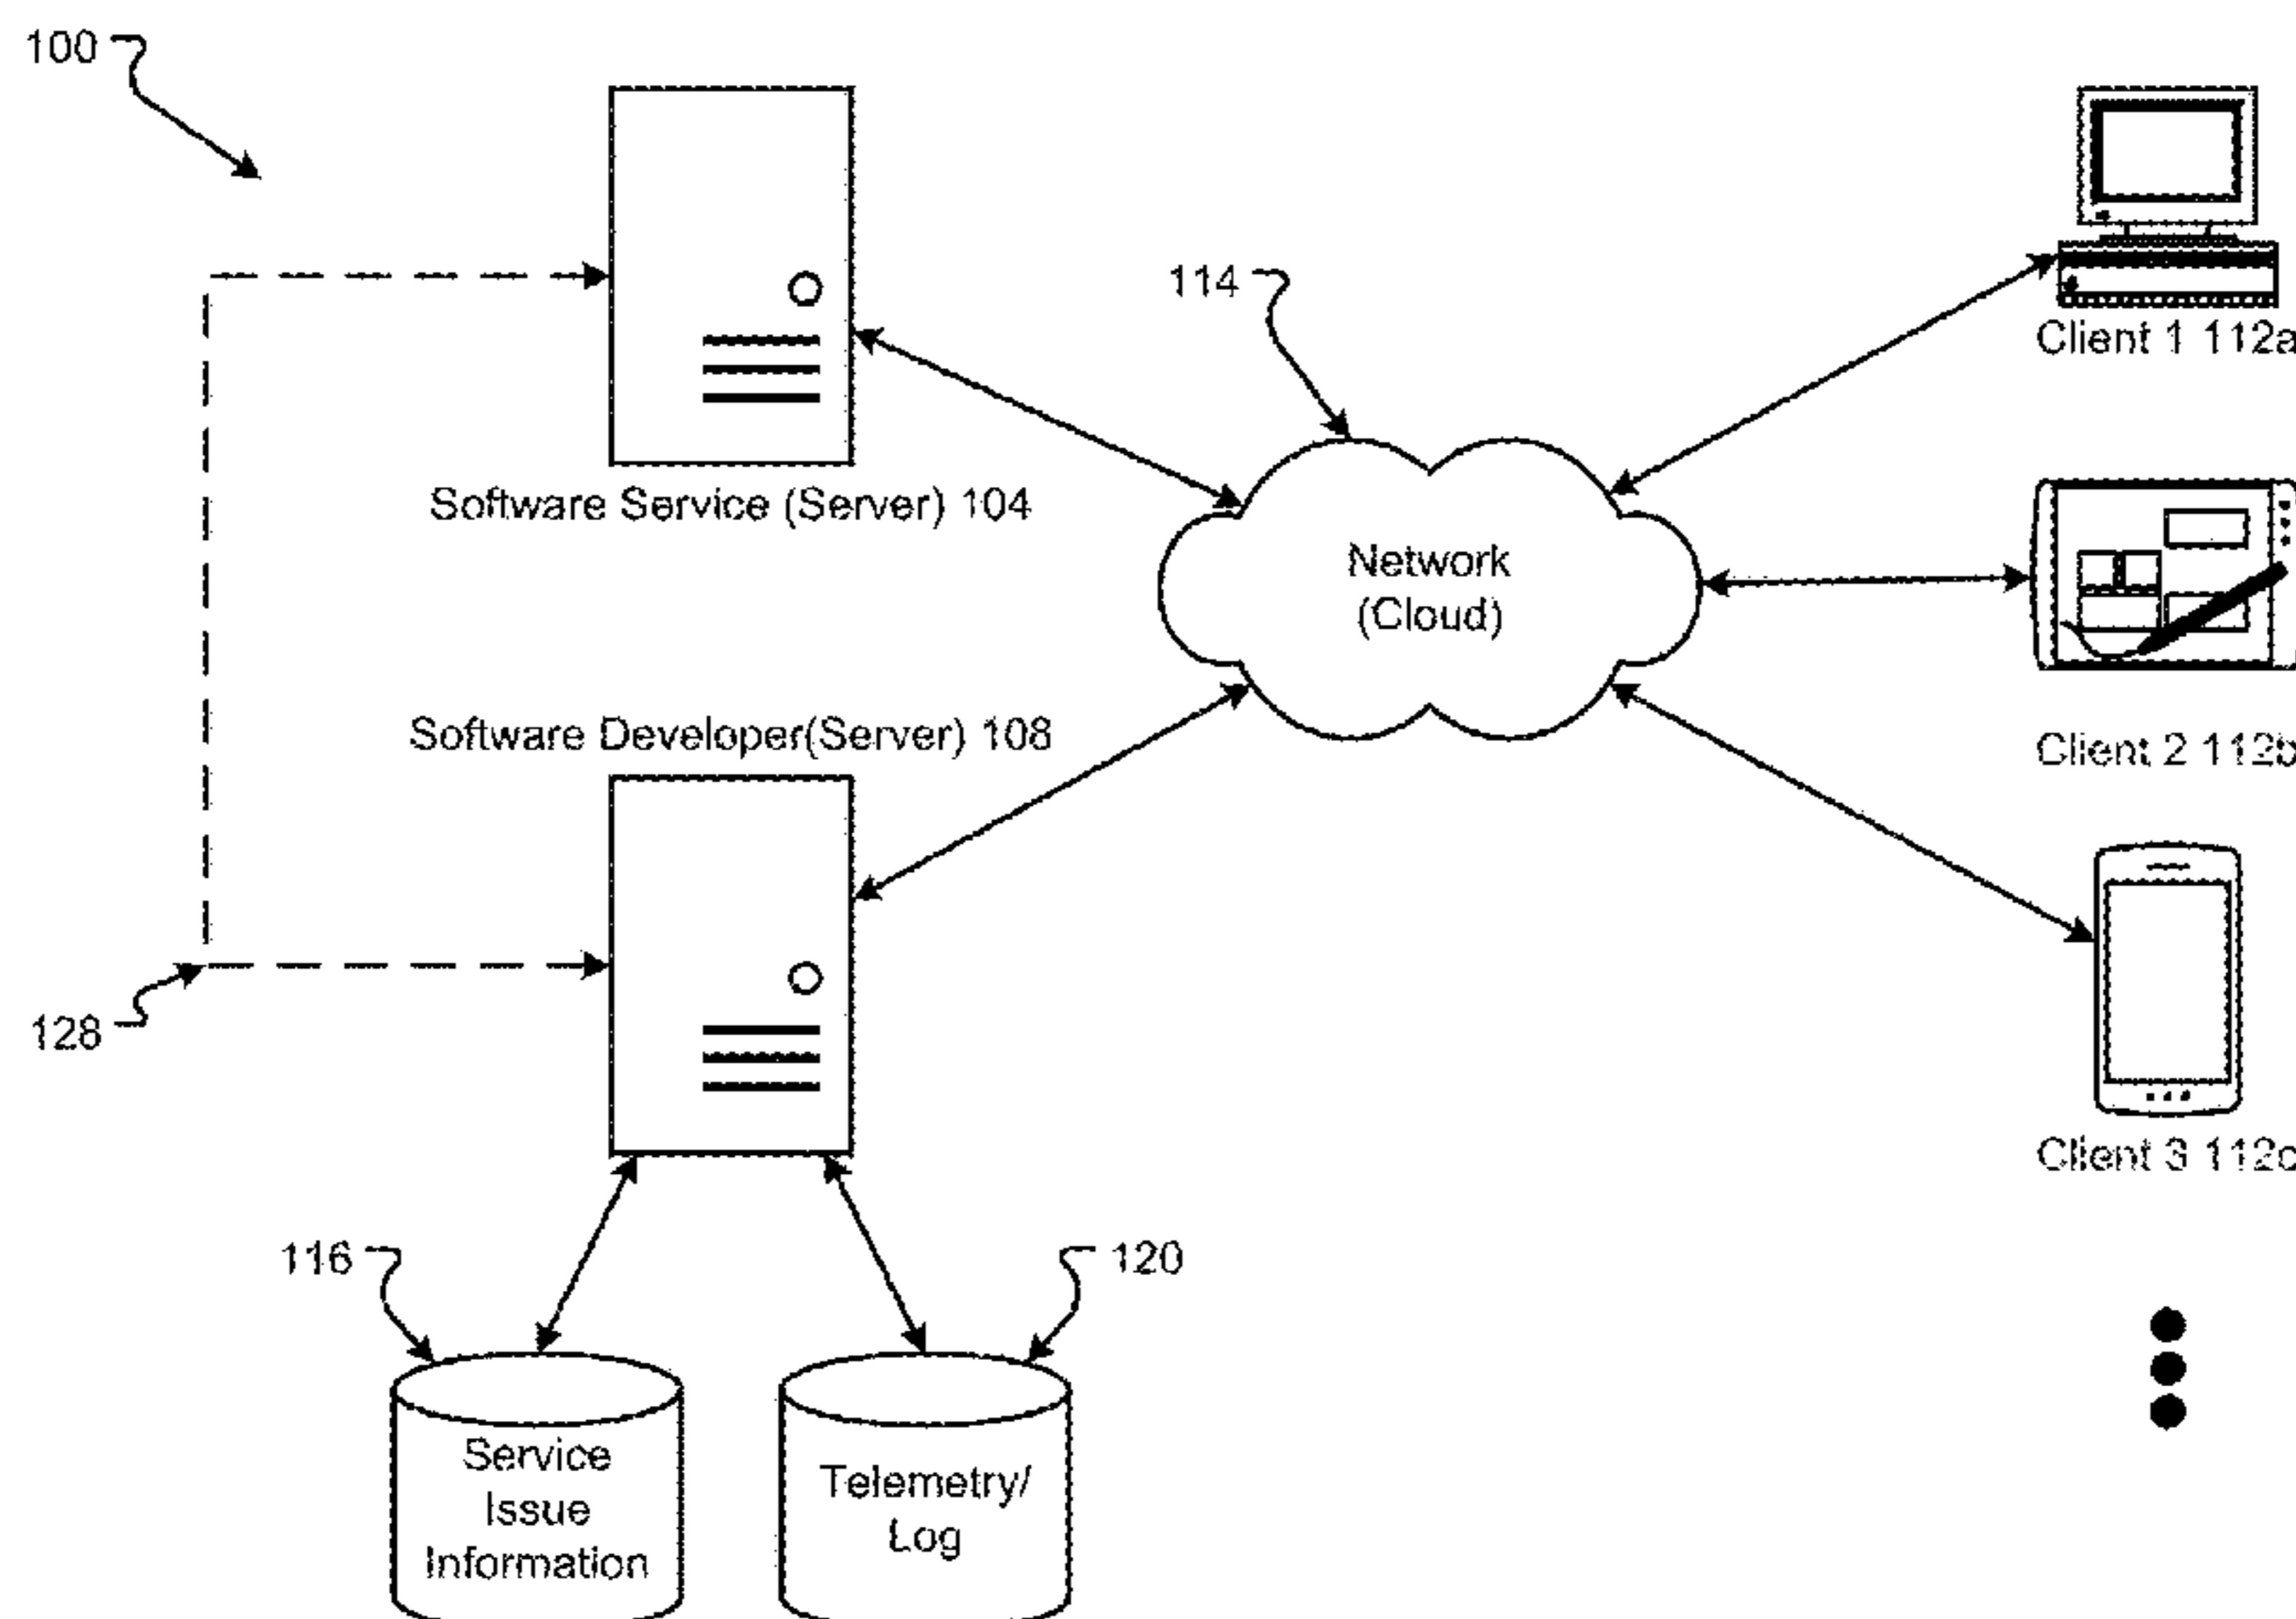 100
114
Client 1 112a
Software Service (Server) 104
Network
(Cloud)
Software Developer(Server) 108
Client 2 112b
128
Client 3 112c
116
120
Service
Issue
Information
Telemetry/
Log